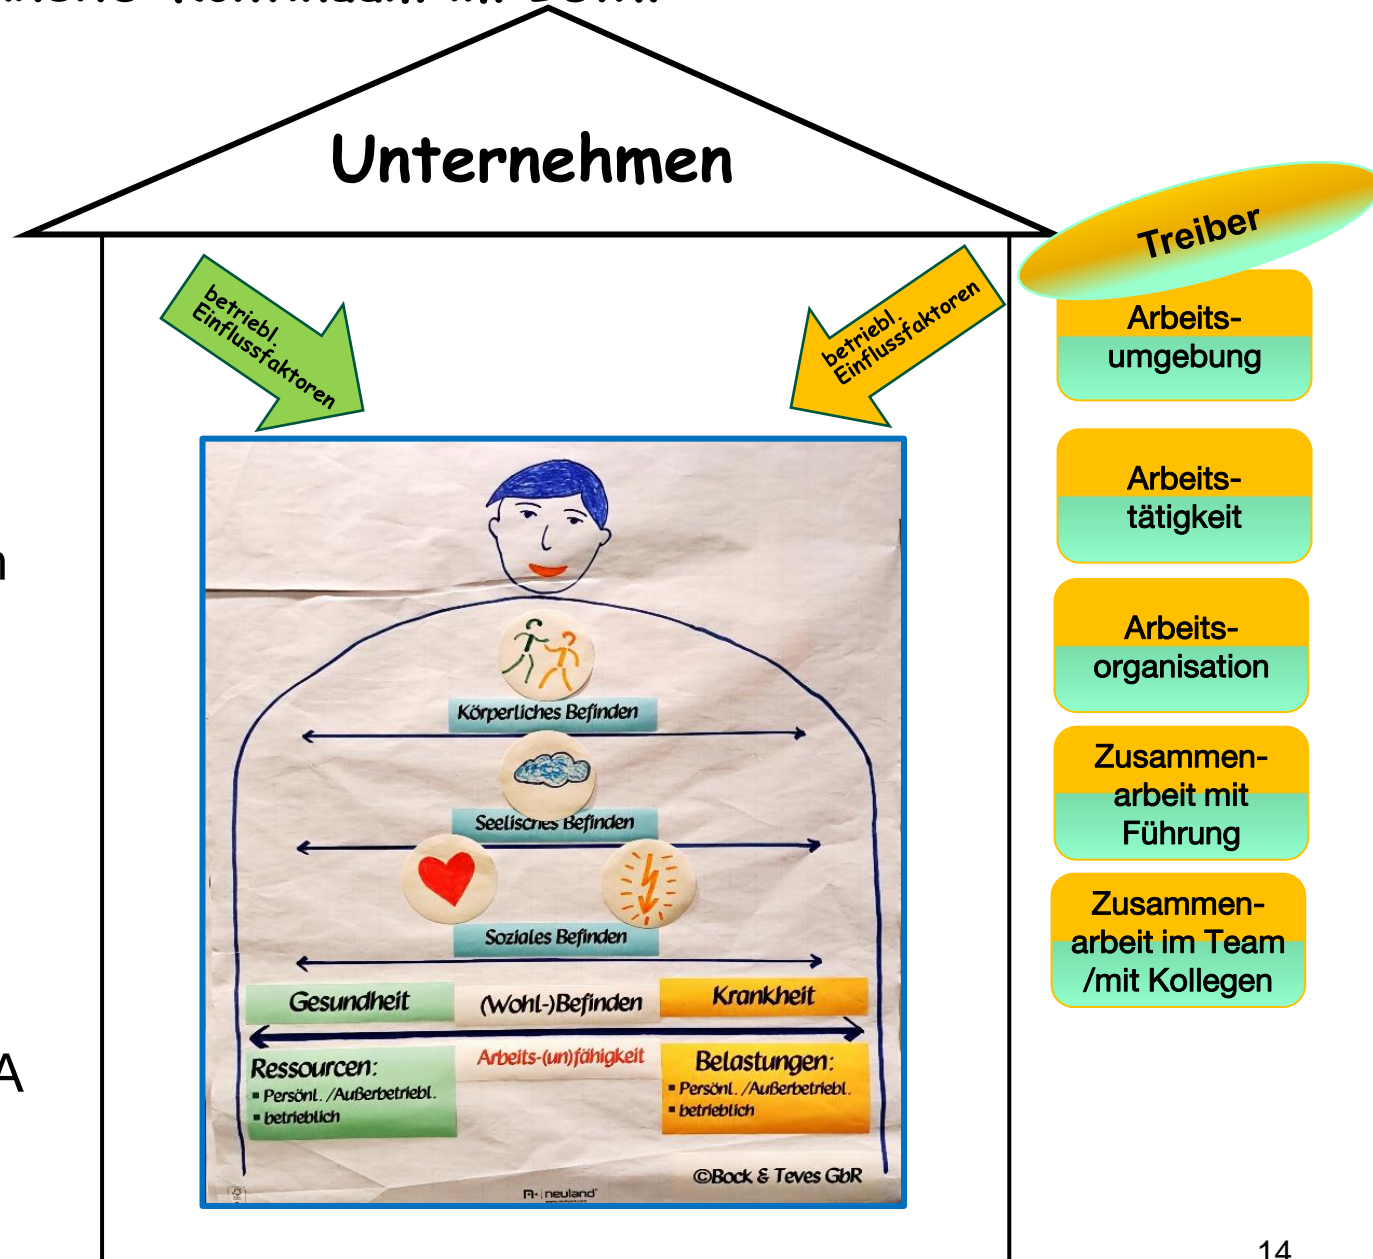 Unternehmen
Treiber
betriebl.
Einflussfaktoren
betriebl.
Einflussfaktoren
Arbeits-
umgebung
Arbeits-
tätigkeit
Arbeits-
organisation
Zusammen-
arbeit mit
Führung
Zusammen-
arbeit im Team
/mit Kollegen
n
A
Körperliches Befinden
Seelisches Befinden
Soziales Befinden
Gesundheit
(Wohl-)Befinden
Krankheit
Ressourcen:
▪ Persönl. /Außerbetriebl.
▪ betrieblich
Arbeits-(un)fähigkeit
Belastungen:
▪ Persönl. /Außerbetriebl.
▪ betrieblich
©Bock & Teves GbR
neuland
14